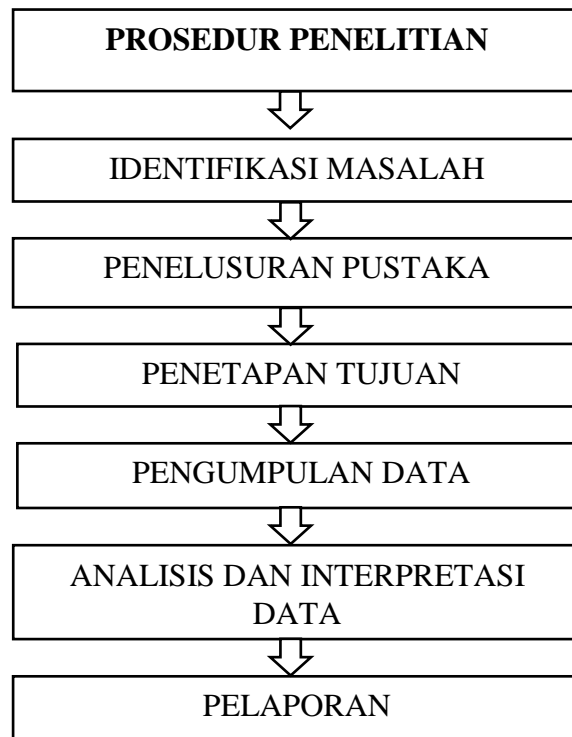 PROSEDUR PENELITIAN
IDENTIFIKASI MASALAH
PENELUSURAN PUSTAKA
PENETAPAN TUJUAN
PENGUMPULAN DATA
ANALISIS DAN INTERPRETASI
DATA
PELAPORAN